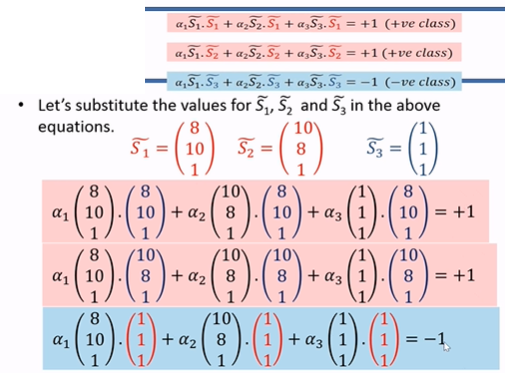 α₁S̃₁.S̃₁ + α₂S̃₂.S̃₁ + α₃S̃₃.S̃₁ = +1 (+ve class)
α₁S̃₁.S̃₂ + α₂S̃₂.S̃₂ + α₃S̃₃.S̃₂ = +1 (+ve class)
α₁S̃₁.S̃₃ + α₂S̃₂.S̃₃ + α₃S̃₃.S̃₃ = −1 (−ve class)
• Let's substitute the values for S̃₁, S̃₂ and S̃₃ in the above
equations.
S̃₁ = (8 10 1) S̃₂ = (10 8 1) S̃₃ = (1 1 1)
α₁ (8 10 1) . (8 10 1) + α₂ (10 8 1) . (8 10 1) + α₃ (1 1 1) . (8 10 1) = +1
α₁ (8 10 1) . (10 8 1) + α₂ (10 8 1) . (10 8 1) + α₃ (1 1 1) . (10 8 1) = +1
α₁ (8 10 1) . (1 1 1) + α₂ (10 8 1) . (1 1 1) + α₃ (1 1 1) . (1 1 1) = −1